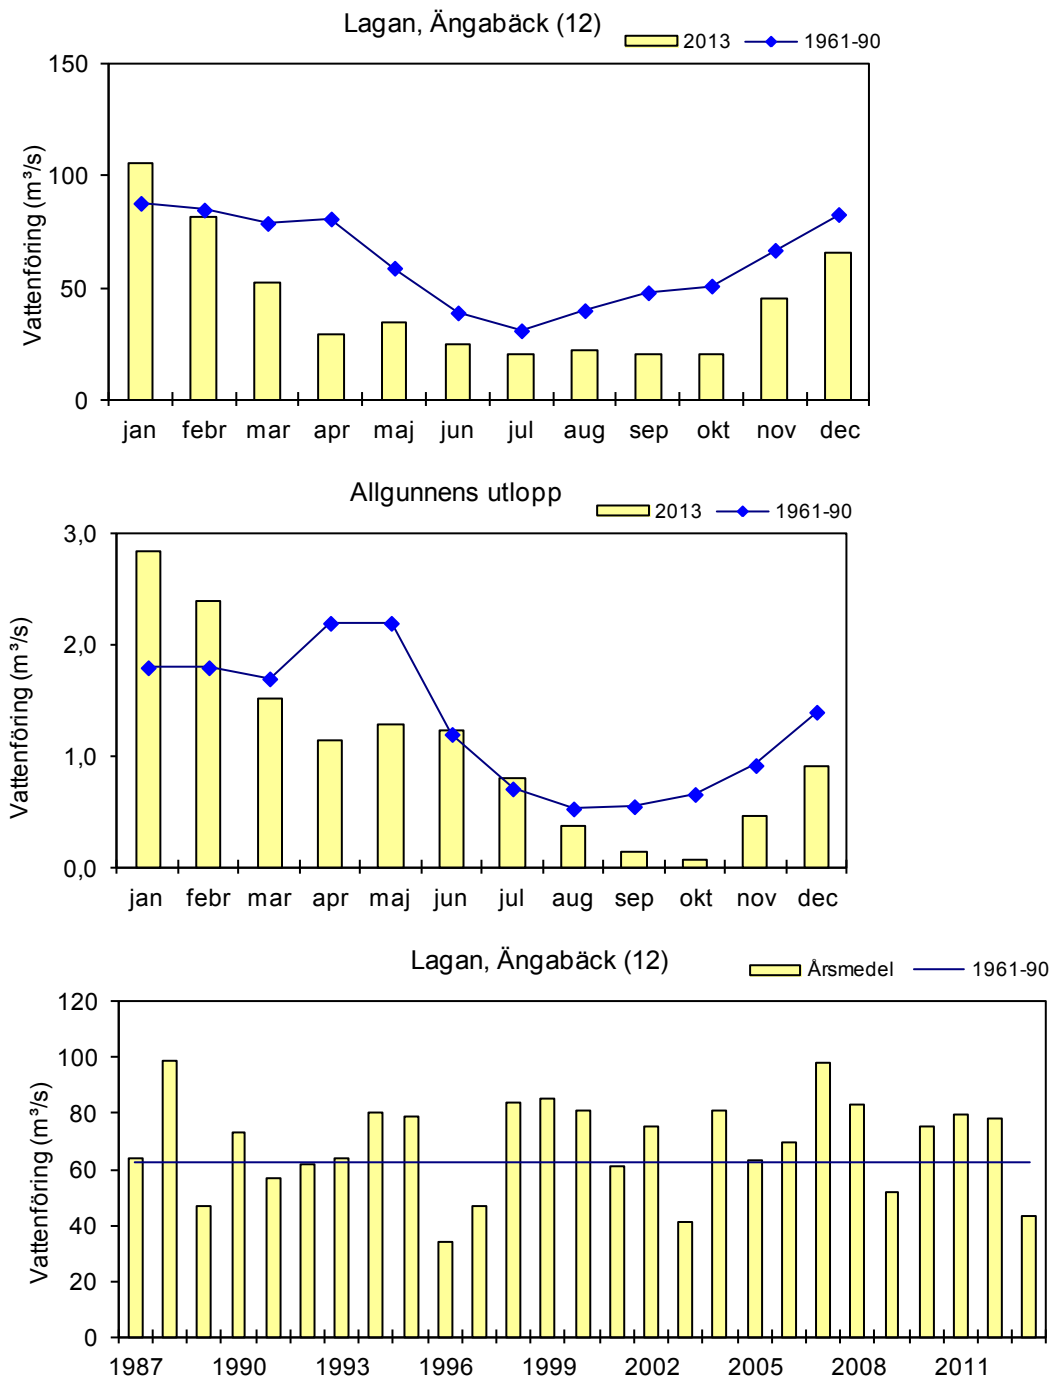 Lagan, Ängabäck (12)
2013 1961-90
Vattenföring (m³/s)
150
100
50
0
jan febr mar apr maj jun jul aug sep okt nov dec
Allgunnens utlopp
2013 1961-90
Vattenföring (m³/s)
3,0
2,0
1,0
0,0
jan febr mar apr maj jun jul aug sep okt nov dec
Lagan, Ängabäck (12)
Årsmedel 1961-90
Vattenföring (m³/s)
120
100
80
60
40
20
0
1987 1990 1993 1996 1999 2002 2005 2008 2011